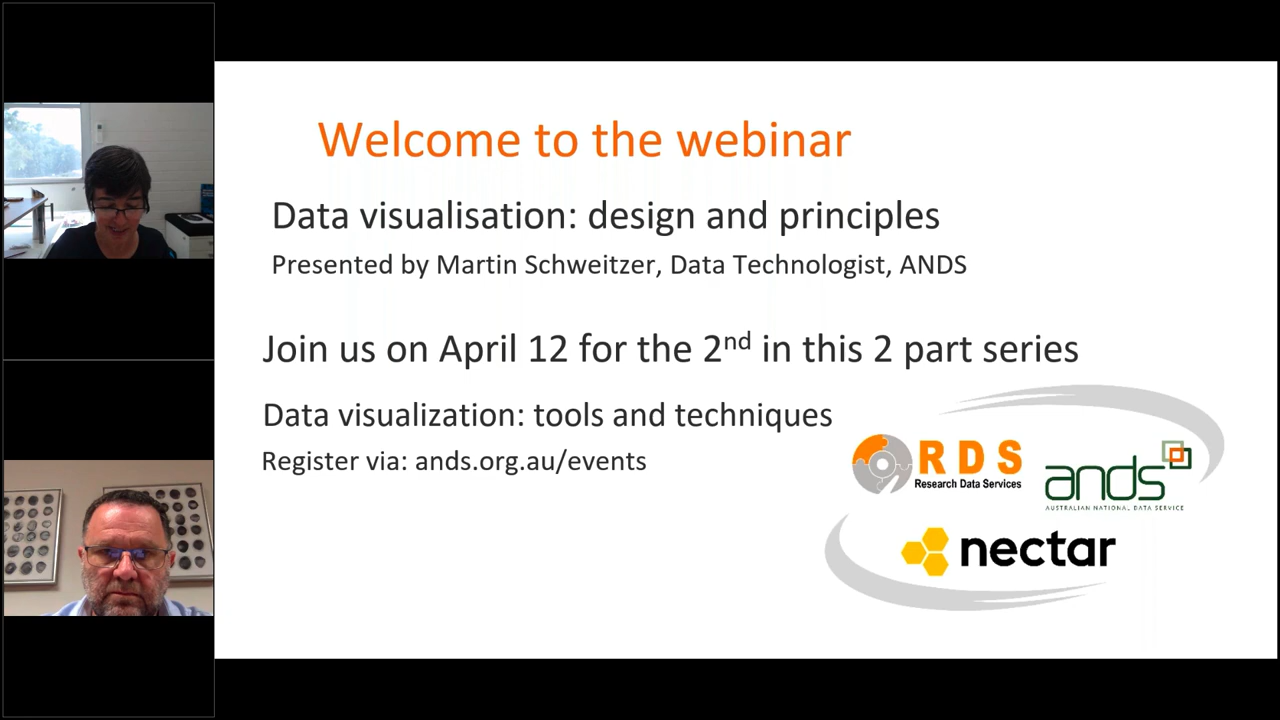 Welcome to the webinar
Data visualisation: design and principles
Presented by Martin Schweitzer, Data Technologist, ANDS
Join us on April 12 for the 2nd in this 2 part series
Data visualization: tools and techniques
Register via: ands.org.au/events
RDS
Research Data Services
ands
AUSTRALIAN NATIONAL DATA SERVICE
nectar